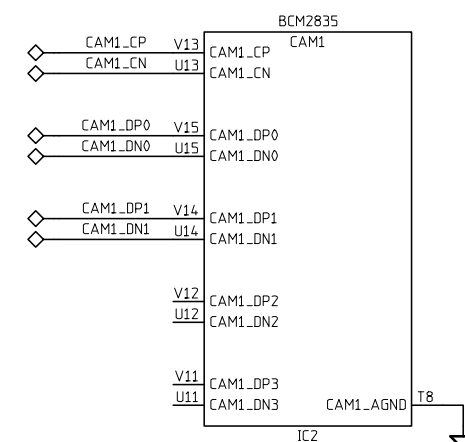 BCM2835
CAM1
CAM1_CP V13 CAM1_CP
CAM1_CN U13 CAM1_CN
CAM1_DP0 V15 CAM1_DP0
CAM1_DN0 U15 CAM1_DN0
CAM1_DP1 V14 CAM1_DP1
CAM1_DN1 U14 CAM1_DN1
V12 CAM1_DP2
U12 CAM1_DN2
V11 CAM1_DP3
U11 CAM1_DN3 CAM1_AGND T8
IC2